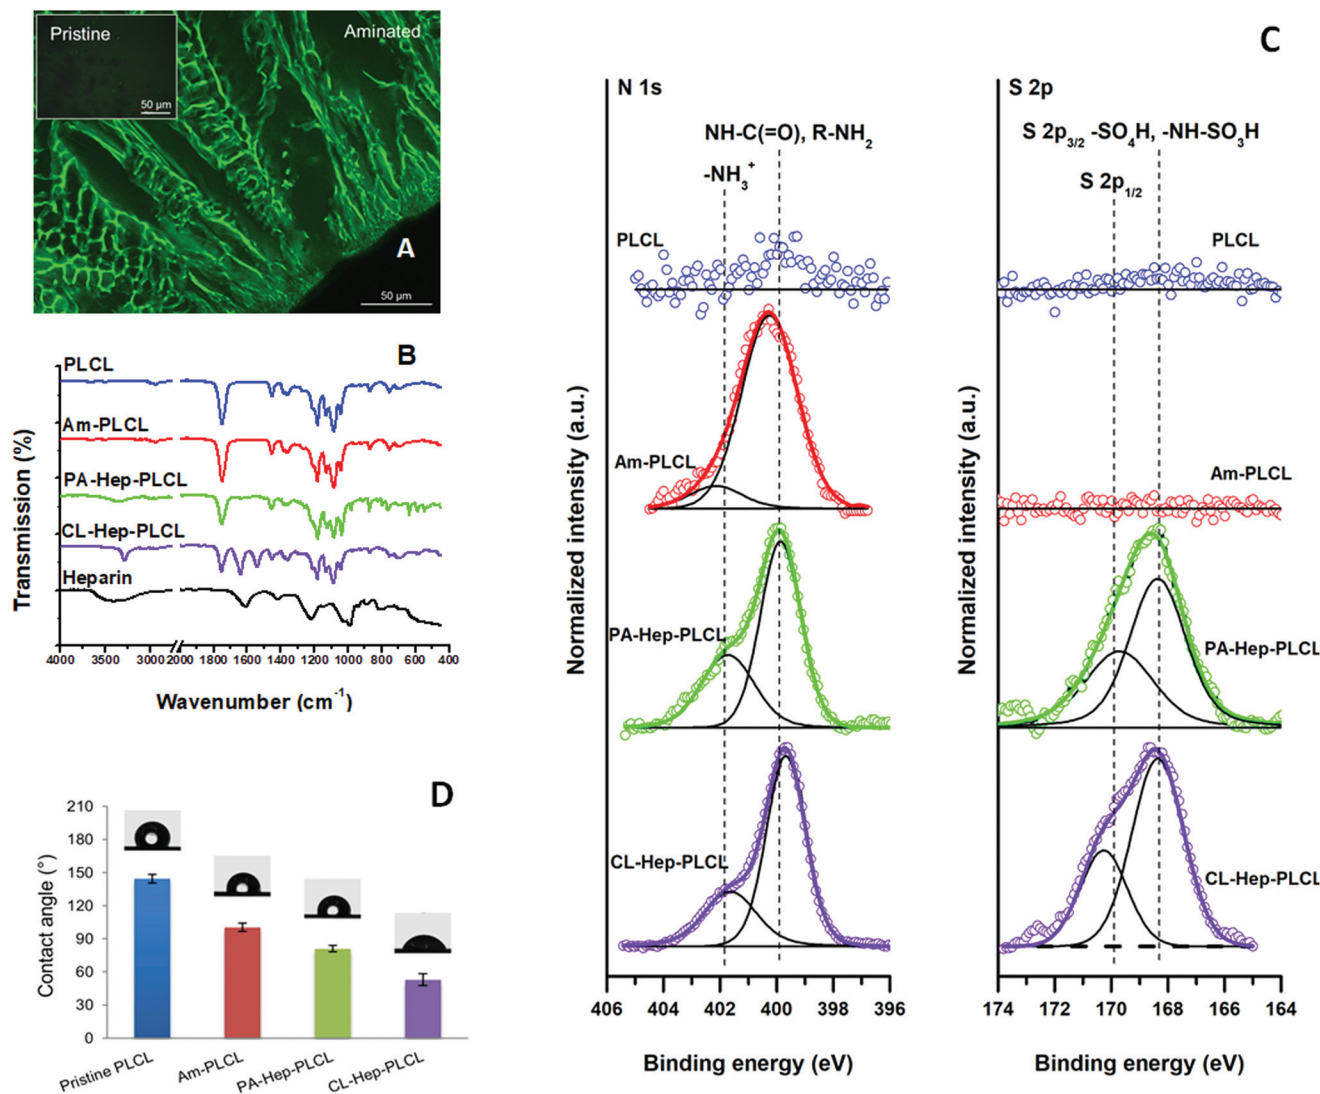 Pristine
Aminated
50 µm
A
50 µm
B
PLCL
Am-PLCL
PA-Hep-PLCL
CL-Hep-PLCL
Heparin
Transmission (%)
4000 3500 3000 2000 1800 1600 1400 1200 1000 800 600 400
Wavenumber (cm-1)
C
N 1s
NH-C(=O), R-NH2
-NH3+
PLCL
Am-PLCL
PA-Hep-PLCL
CL-Hep-PLCL
Normalized intensity (a.u.)
406 404 402 400 398 396
Binding energy (eV)
S 2p
S 2p3/2 -SO4H, -NH-SO3H
S 2p1/2
PLCL
Am-PLCL
PA-Hep-PLCL
CL-Hep-PLCL
Normalized intensity (a.u.)
174 172 170 168 166 164
Binding energy (eV)
D
210
180
150
120
90
60
30
0
Contact angle (°)
Pristine PLCL
Am-PLCL
PA-Hep-PLCL
CL-Hep-PLCL